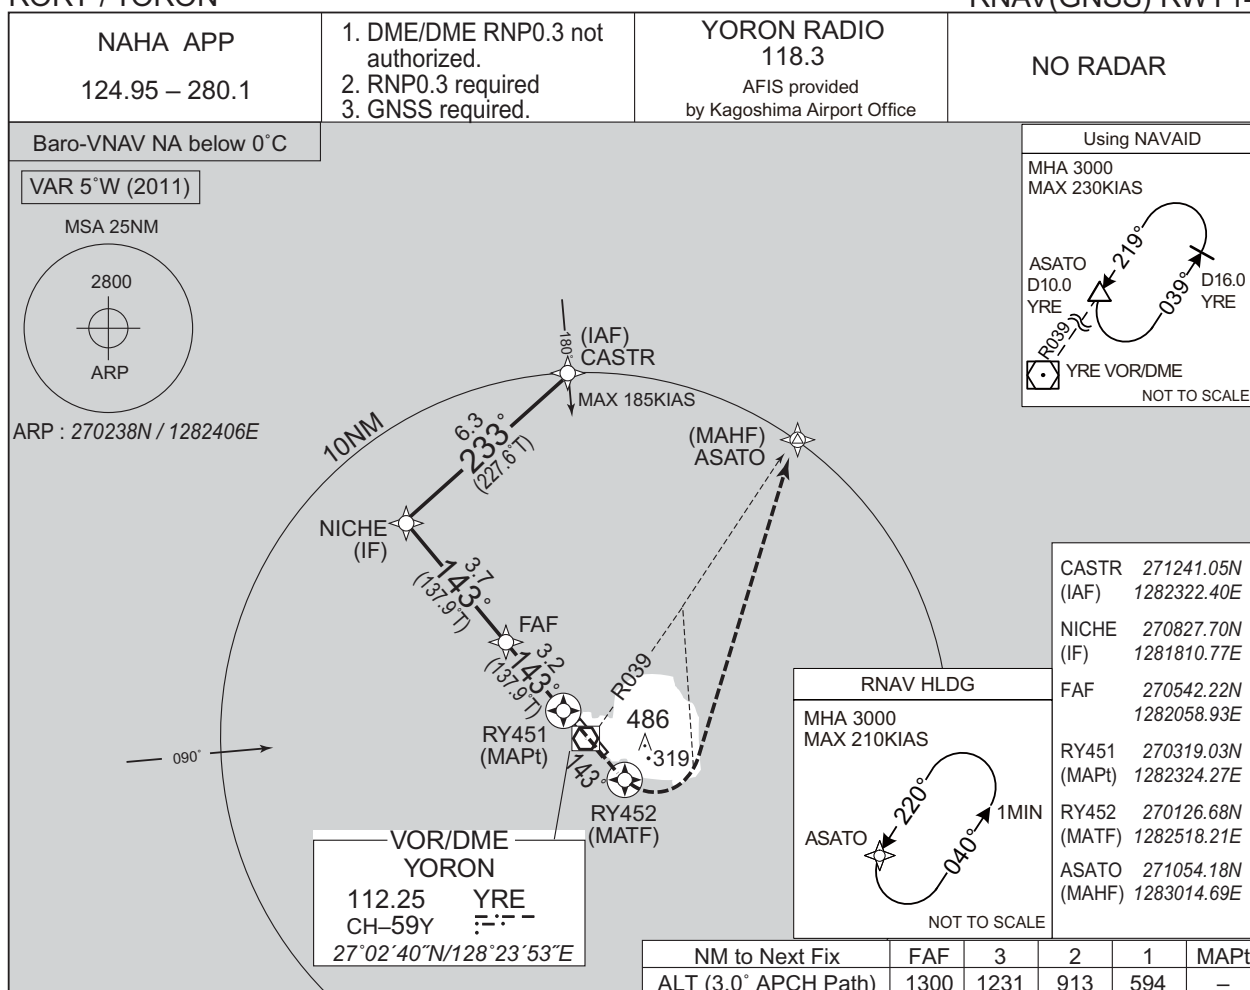 NAHA APP
124.95 – 280.1
1. DME/DME RNP0.3 not
authorized.
2. RNP0.3 required
3. GNSS required.
YORON RADIO
118.3
AFIS provided
by Kagoshima Airport Office
NO RADAR
Baro-VNAV NA below 0˚C
VAR 5˚W (2011)
MSA 25NM
2800
ARP
ARP : 270238N / 1282406E
Using NAVAID
MHA 3000
MAX 230KIAS
219°
039°
ASATO
D10.0
YRE
D16.0
YRE
R039
YRE VOR/DME
NOT TO SCALE
180°
(IAF)
CASTR
MAX 185KIAS
10NM
6.3
233°
(227.6°T)
(MAHF)
ASATO
NICHE
(IF)
3.7
143°
(137.9°T)
FAF
3.2
143°
(137.9°T)
R039
486
319
RY451
(MAPt)
143°
RY452
(MATF)
090°
VOR/DME
YORON
112.25 YRE
CH–59Y
27˚02´40˝N/128˚23´53˝E
RNAV HLDG
MHA 3000
MAX 210KIAS
220°
040°
1MIN
ASATO
NOT TO SCALE
CASTR 271241.05N
(IAF) 1282322.40E
NICHE 270827.70N
(IF) 1281810.77E
FAF 270542.22N
1282058.93E
RY451 270319.03N
(MAPt) 1282324.27E
RY452 270126.68N
(MATF) 1282518.21E
ASATO 271054.18N
(MAHF) 1283014.69E
NM to Next Fix FAF 3 2 1 MAPt
ALT (3.0˚ APCH Path) 1300 1231 913 594 –